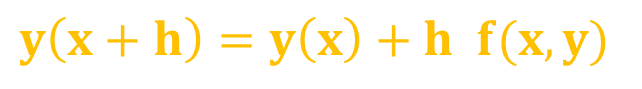 y(x + h) = y(x) + h f(x, y)